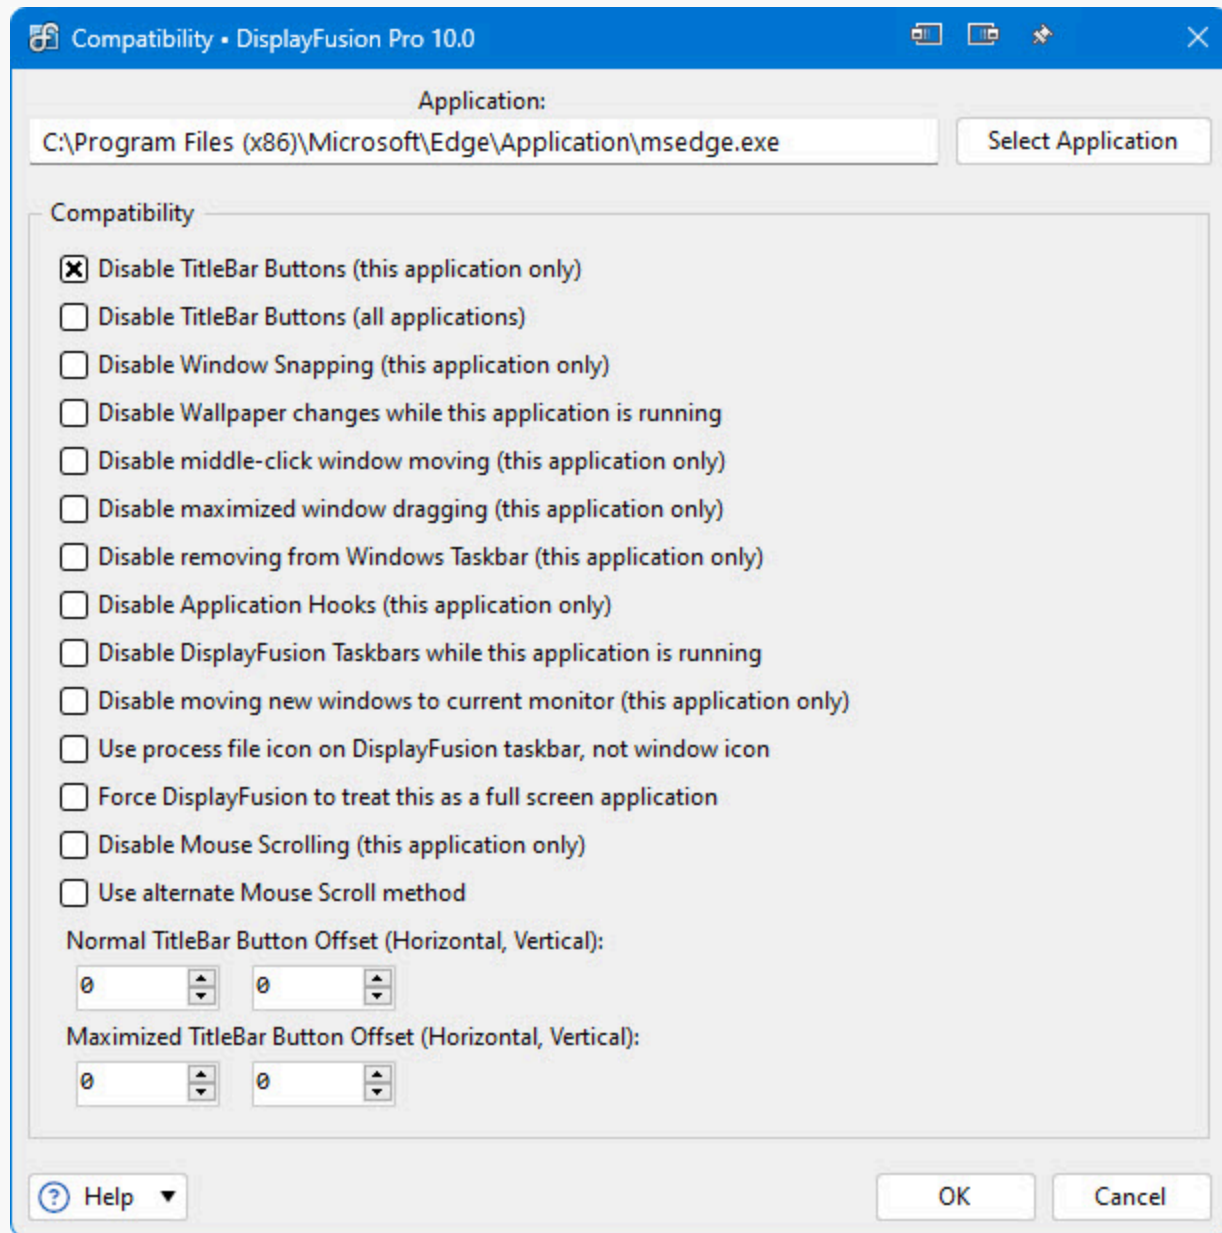 Compatibility • DisplayFusion Pro 10.0
Application:
C:\Program Files (x86)\Microsoft\Edge\Application\msedge.exe
Select Application
Compatibility
Disable TitleBar Buttons (this application only)
Disable TitleBar Buttons (all applications)
Disable Window Snapping (this application only)
Disable Wallpaper changes while this application is running
Disable middle-click window moving (this application only)
Disable maximized window dragging (this application only)
Disable removing from Windows Taskbar (this application only)
Disable Application Hooks (this application only)
Disable DisplayFusion Taskbars while this application is running
Disable moving new windows to current monitor (this application only)
Use process file icon on DisplayFusion taskbar, not window icon
Force DisplayFusion to treat this as a full screen application
Disable Mouse Scrolling (this application only)
Use alternate Mouse Scroll method
Normal TitleBar Button Offset (Horizontal, Vertical):
0 0
Maximized TitleBar Button Offset (Horizontal, Vertical):
0 0
? Help OK Cancel